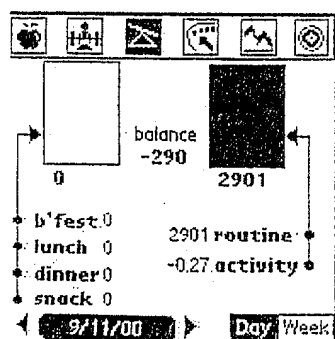 balance
-290
0
2901
b'fest 0
lunch 0
dinner 0
snack 0
2901 routine
-0.27 activity
9/11/00
Day Week